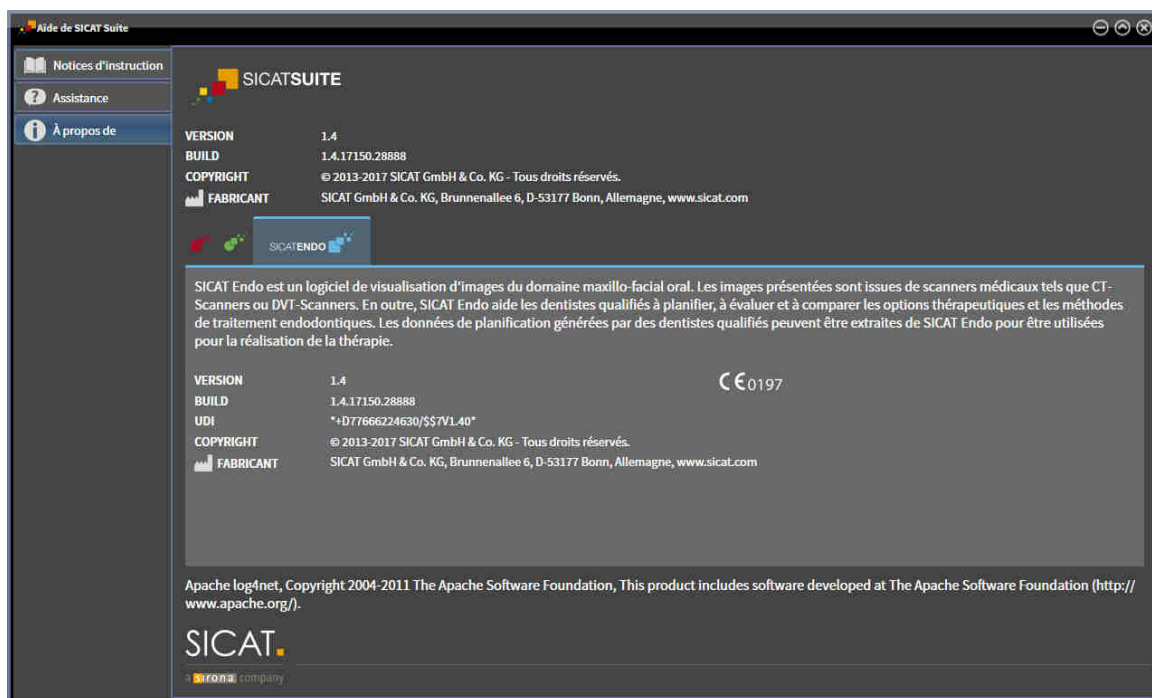 Aide de SICAT Suite
Notices d'instruction
Assistance
À propos de
SICATSUITE
VERSION 1.4
BUILD 1.4.17150.28888
COPYRIGHT © 2013-2017 SICAT GmbH & Co. KG - Tous droits réservés.
FABRICANT SICAT GmbH & Co. KG, Brunnenallee 6, D-53177 Bonn, Allemagne, www.sicat.com
SICATENDO
SICAT Endo est un logiciel de visualisation d'images du domaine maxillo-facial oral. Les images présentées sont issues de scanners médicaux tels que CT-
Scanners ou DVT-Scanners. En outre, SICAT Endo aide les dentistes qualifiés à planifier, à évaluer et à comparer les options thérapeutiques et les méthodes
de traitement endodontiques. Les données de planification générées par des dentistes qualifiés peuvent être extraites de SICAT Endo pour être utilisées
pour la réalisation de la thérapie.
VERSION 1.4
CE0197
BUILD 1.4.17150.28888
UDI *+D77666224630/$$7V1.40*
COPYRIGHT © 2013-2017 SICAT GmbH & Co. KG - Tous droits réservés.
FABRICANT SICAT GmbH & Co. KG, Brunnenallee 6, D-53177 Bonn, Allemagne, www.sicat.com
Apache log4net, Copyright 2004-2011 The Apache Software Foundation, This product includes software developed at The Apache Software Foundation (http://
www.apache.org/).
SICAT.
a sirona company